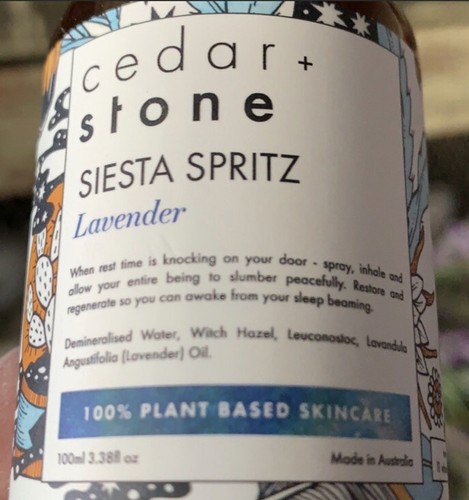 cedar +
stone
SIESTA SPRITZ
Lavender
When rest time is knocking on your door - spray, inhale and
allow your entire being to slumber peacefully. Restore and
regenerate so you can awake from your sleep beaming.
Demineralised Water, Witch Hazel, Leuconostoc, Lavandula
Angustifolia (Lavender) Oil.
100% PLANT BASED SKINCARE
100ml 3.38fl oz
Made in Australia